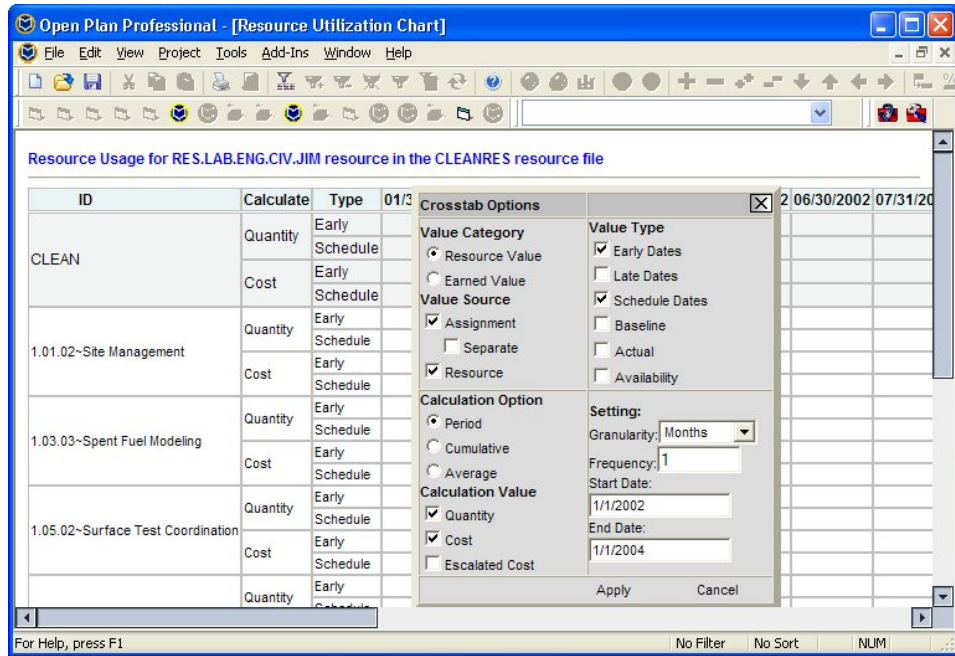 Open Plan Professional - [Resource Utilization Chart]
File Edit View Project Tools Add-Ins Window Help
Resource Usage for RES.LAB.ENG.CIV.JIM resource in the CLEANRES resource file
ID Calculate Type 01/3 2 06/30/2002 07/31/20
CLEAN
Quantity
Early
Schedule
Cost
Early
Schedule
1.01.02~Site Management
Quantity
Early
Schedule
Cost
Early
Schedule
1.03.03~Spent Fuel Modeling
Quantity
Early
Schedule
Cost
Early
Schedule
1.05.02~Surface Test Coordination
Quantity
Early
Schedule
Cost
Early
Schedule
Quantity
Early
Crosstab Options
Value Category
Resource Value
Earned Value
Value Source
Assignment
Separate
Resource
Calculation Option
Period
Cumulative
Average
Calculation Value
Quantity
Cost
Escalated Cost
Value Type
Early Dates
Late Dates
Schedule Dates
Baseline
Actual
Availability
Setting:
Granularity: Months
Frequency: 1
Start Date:
1/1/2002
End Date:
1/1/2004
Apply Cancel
For Help, press F1 No Filter No Sort NUM